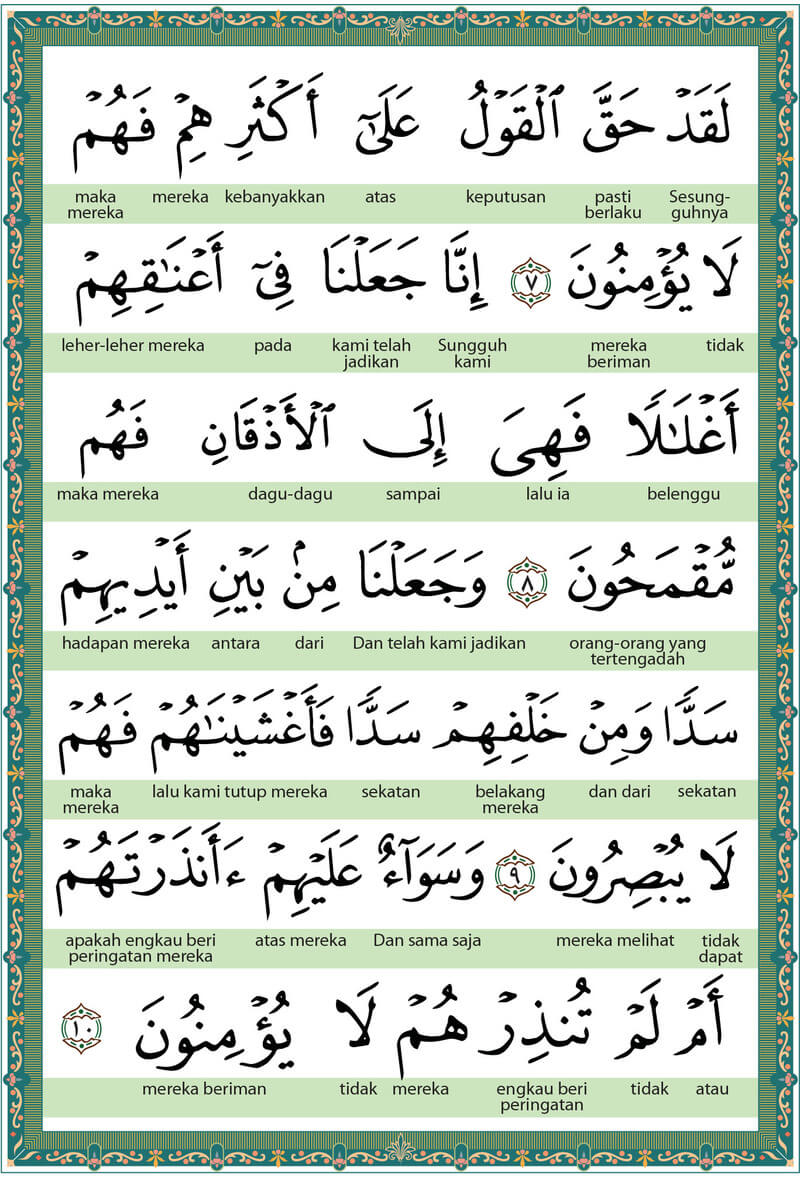 لَقَدۡ حَقَّ ٱلۡقَوۡلُ عَلَىٰٓ أَكۡثَرِ هِمۡ فَهُمۡ
Sesung-guhnya pasti berlaku keputusan atas kebanyakkan mereka maka mereka
لَا يُؤۡمِنُونَ ٧ إِنَّا جَعَلۡنَا فِيٓ أَعۡنَٰقِهِمۡ
tidak mereka beriman Sungguh kami kami telah jadikan pada leher-leher mereka
أَغۡلَٰلٗا فَهِيَ إِلَى ٱلۡأَذۡقَانِ فَهُم
belenggu lalu ia sampai dagu-dagu maka mereka
مُّقۡمَحُونَ ٨ وَجَعَلۡنَا مِنۢ بَيۡنِ أَيۡدِيهِمۡ
orang-orang yang tertengadah Dan telah kami jadikan dari antara hadapan mereka
سَدّٗا وَمِنۡ خَلۡفِهِمۡ سَدّٗا فَأَغۡشَيۡنَٰهُمۡ فَهُمۡ
sekatan dan dari belakang mereka sekatan lalu kami tutup mereka maka mereka
لَا يُبۡصِرُونَ ٩ وَسَوَآءٌ عَلَيۡهِمۡ ءَأَنذَرۡتَهُمۡ
tidak dapat mereka melihat Dan sama saja atas mereka apakah engkau beri peringatan mereka
أَمۡ لَمۡ تُنذِرۡ هُمۡ لَا يُؤۡمِنُونَ ١٠
atau tidak engkau beri peringatan mereka tidak mereka beriman